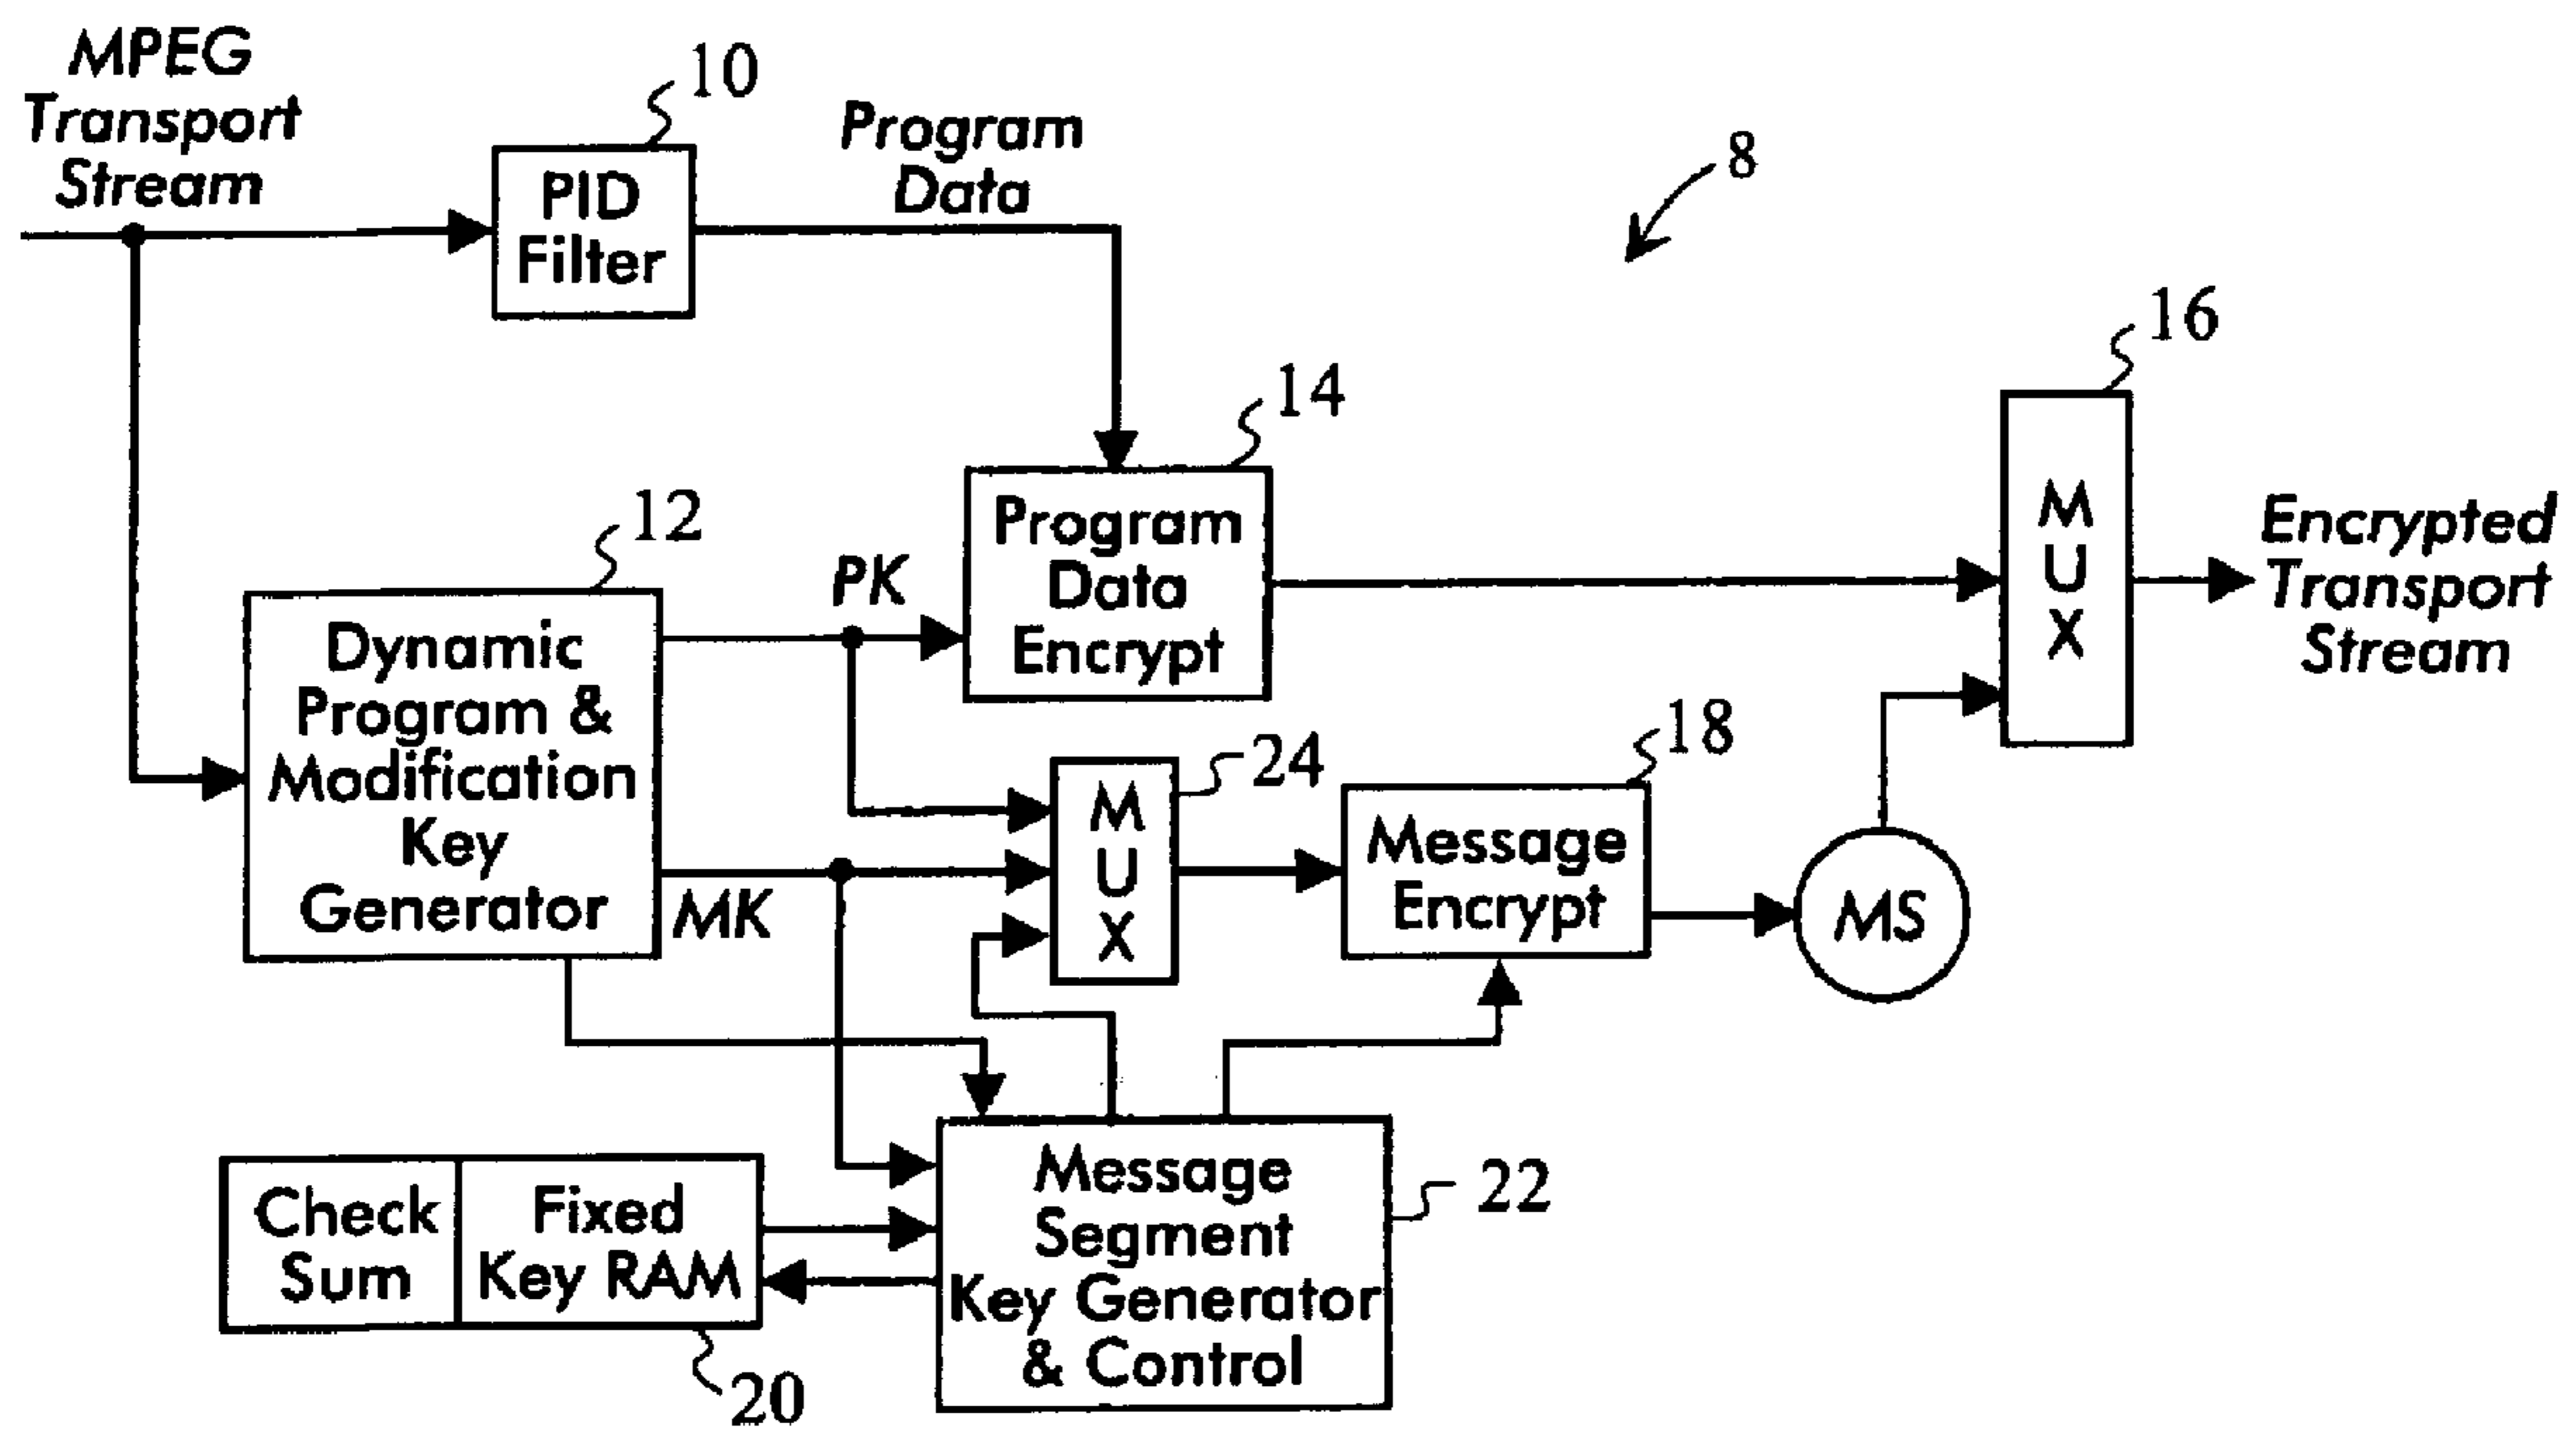 MPEG
Transport
Stream
10
PID
Filter
Program
Data
8
14
Program
Data
Encrypt
16
M
U
X
Encrypted
Transport
Stream
12
Dynamic
Program &
Modification
Key
Generator
PK
MK
24
M
U
X
18
Message
Encrypt
MS
Check
Sum
Fixed
Key RAM
20
Message
Segment
Key Generator
& Control
22